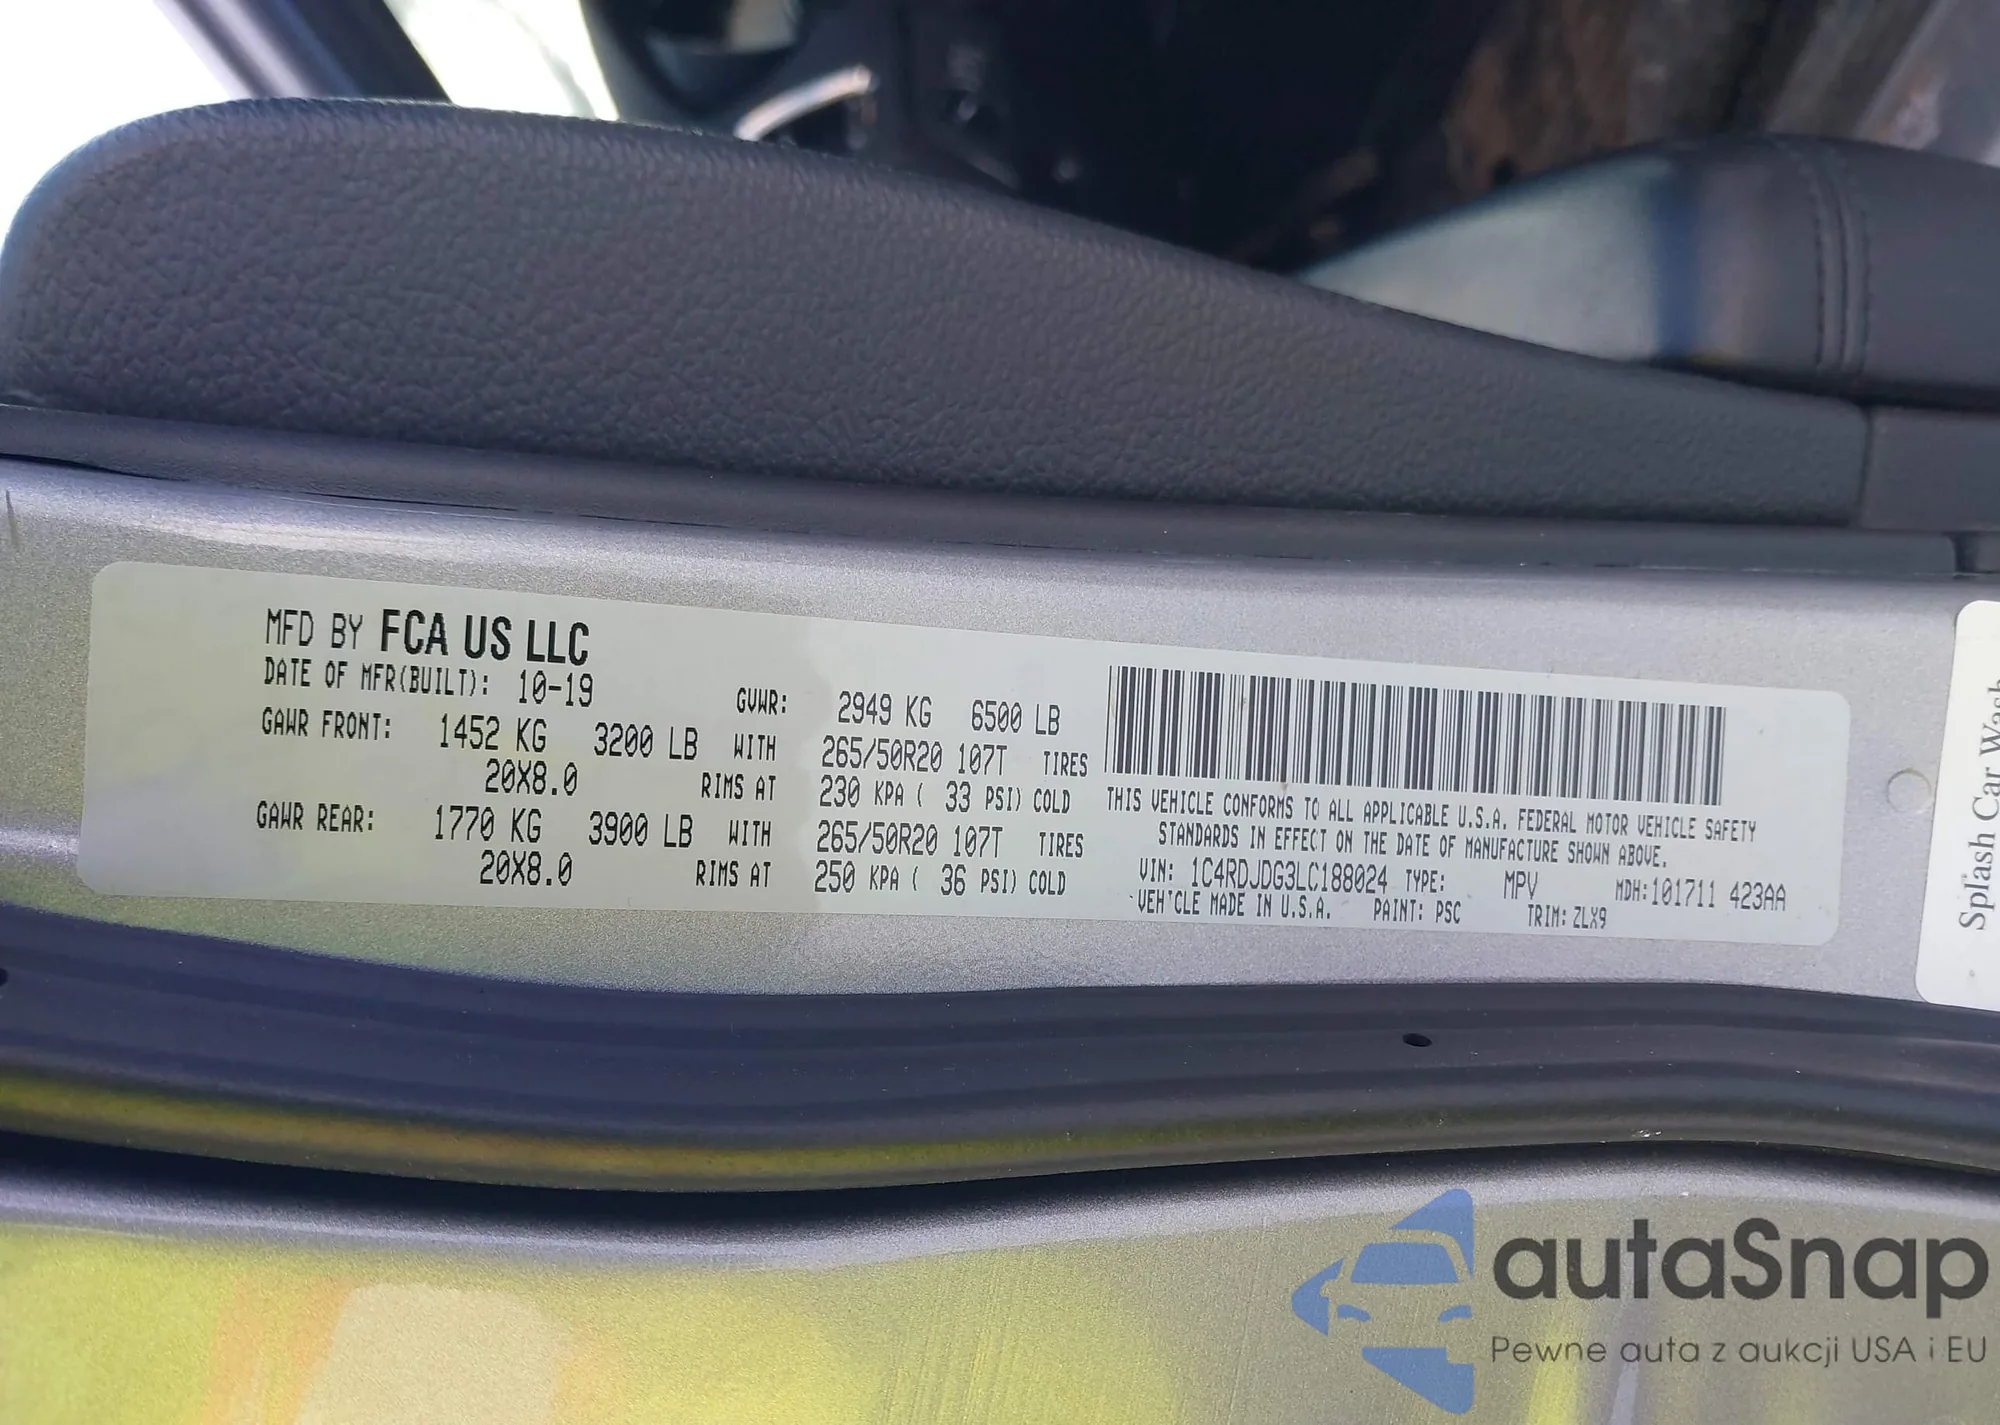 MFD BY FCA US LLC
DATE OF MFR(BUILT): 10-19 GVWR: 2949 KG 6500 LB
GAWR FRONT: 1452 KG 3200 LB WITH 265/50R20 107T TIRES
20X8.0 RIMS AT 230 KPA ( 33 PSI) COLD
GAWR REAR: 1770 KG 3900 LB WITH 265/50R20 107T TIRES
20X8.0 RIMS AT 250 KPA ( 36 PSI) COLD
THIS VEHICLE CONFORMS TO ALL APPLICABLE U.S.A. FEDERAL MOTOR VEHICLE SAFETY
STANDARDS IN EFFECT ON THE DATE OF MANUFACTURE SHOWN ABOVE.
VIN: 1C4RDJDG3LC188024 TYPE: MPV MDH:101711 423AA
VEH'CLE MADE IN U.S.A. PAINT: PSC TRIM: ZLX9
Splash Car Wash
autaSnap
Pewne auta z aukcji USA i EU